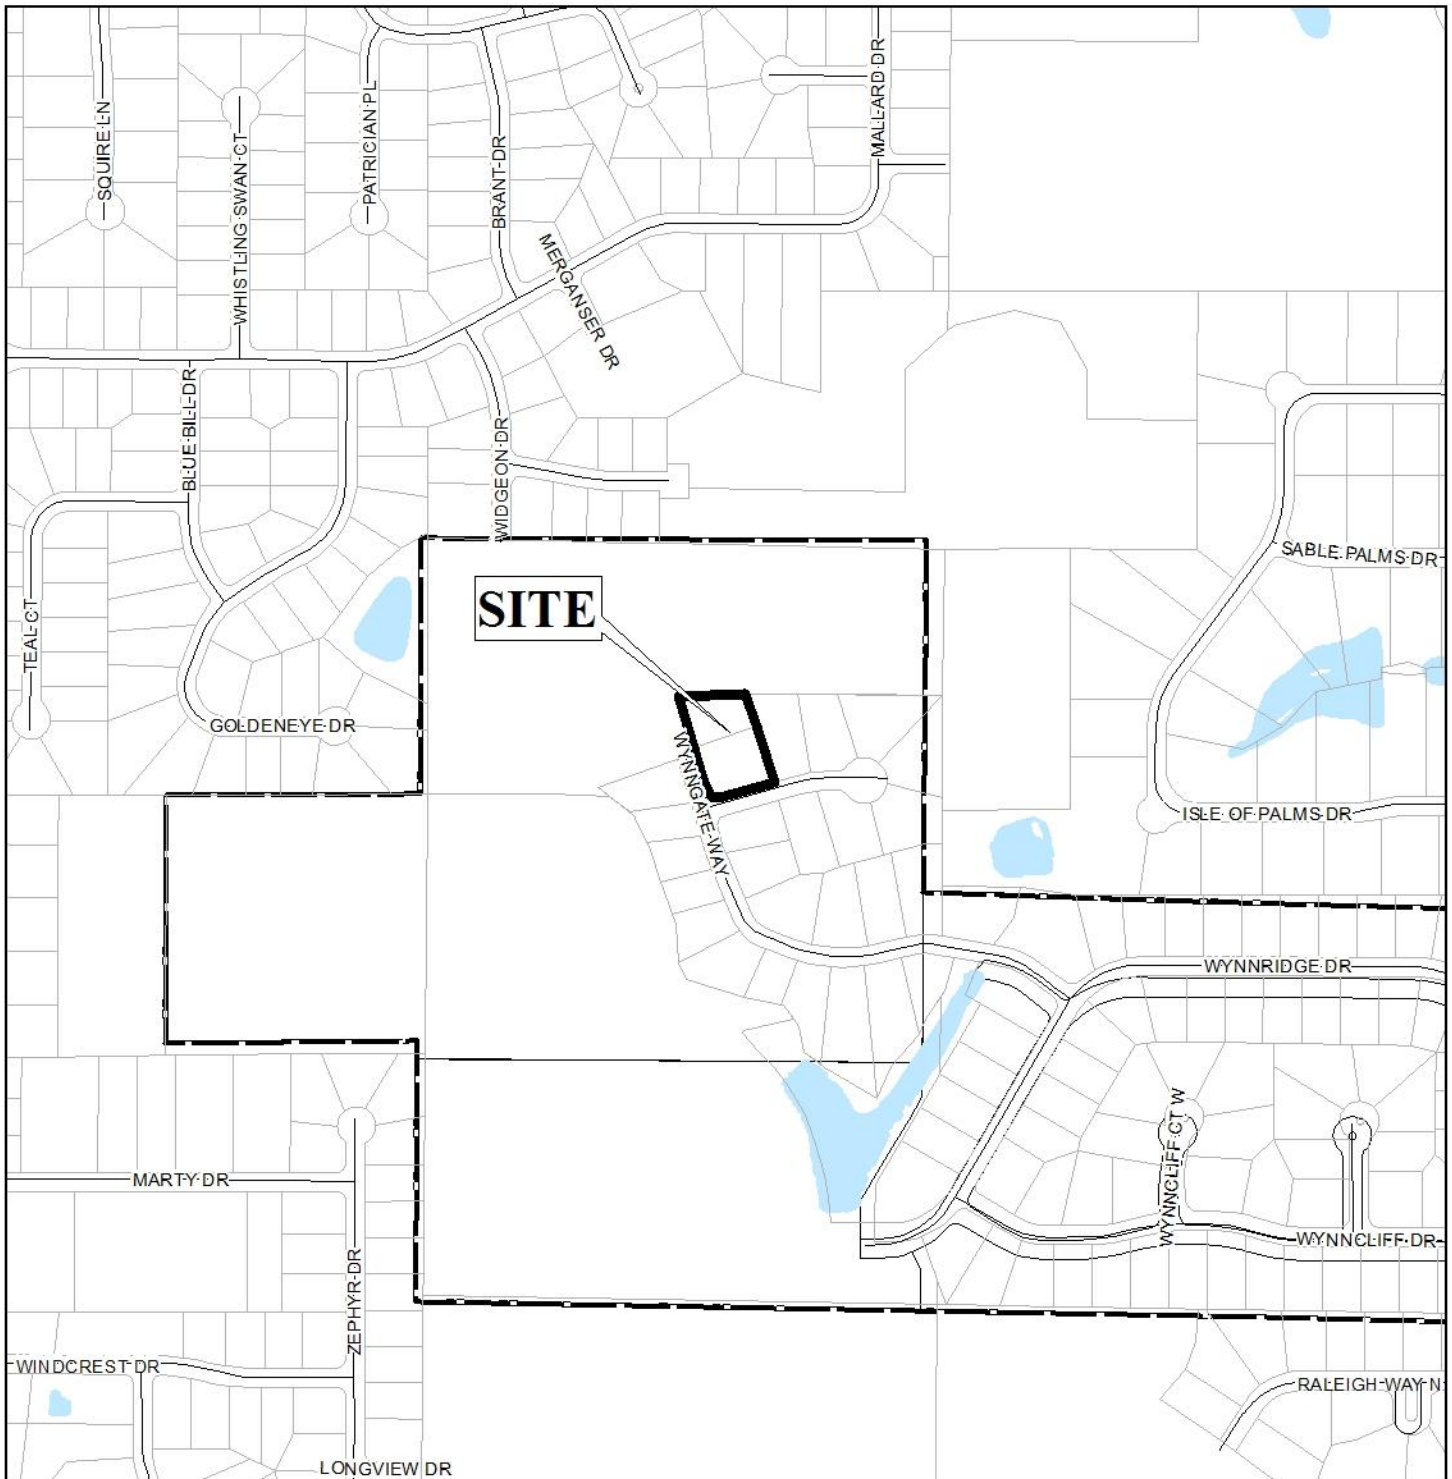 SQUIRE LN
WHISTLING SWAN CT
PATRICIAN PL
BRANT DR
MALLARD DR
MERGANSER DR
BLUE BILL DR
WIDGEON DR
SABLE PALMS DR
TEAL CT
SITE
GOLDENEYE DR
WYNNGATE WAY
ISLE OF PALMS DR
WYNNRIDGE DR
MARTY DR
WYNNCLIFF CT W
WYNNCLIFF DR
ZEPHYR DR
WINDCREST DR
RALEIGH WAY N
LONGVIEW DR